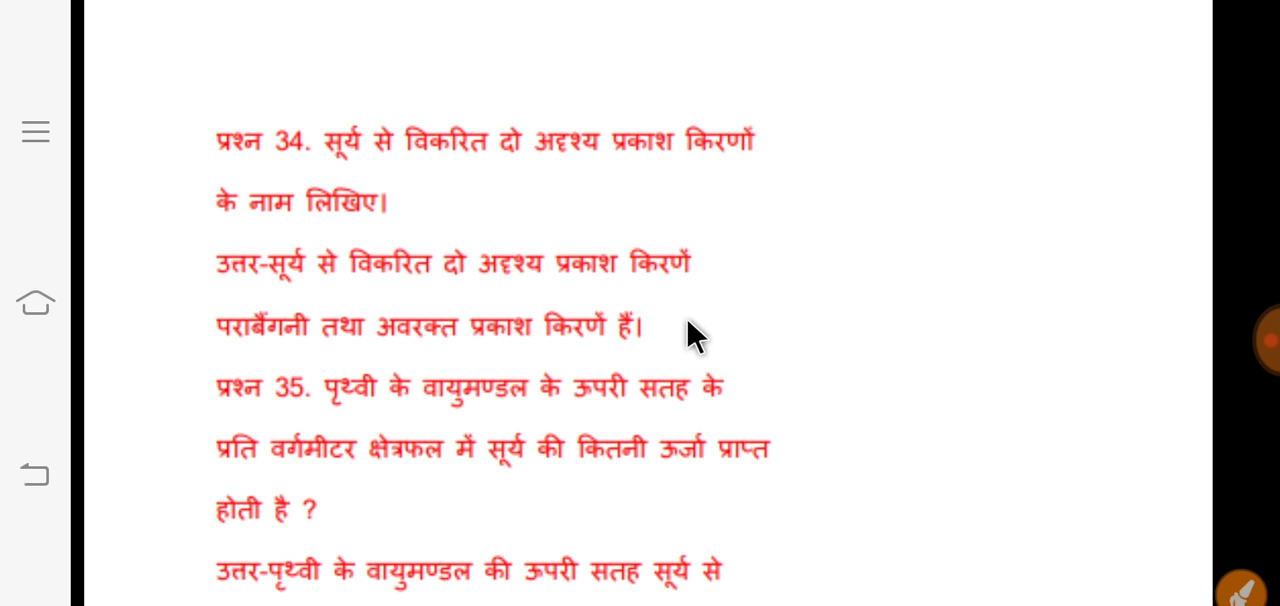 प्रश्न 34. सूर्य से विकरित दो अदृश्य प्रकाश किरणों
के नाम लिखिए।
उत्तर-सूर्य से विकरित दो अदृश्य प्रकाश किरणें
पराबैंगनी तथा अवरक्त प्रकाश किरणें हैं।
प्रश्न 35. पृथ्वी के वायुमण्डल के ऊपरी सतह के
प्रति वर्गमीटर क्षेत्रफल में सूर्य की कितनी ऊर्जा प्राप्त
होती है ?
उत्तर-पृथ्वी के वायुमण्डल की ऊपरी सतह सूर्य से